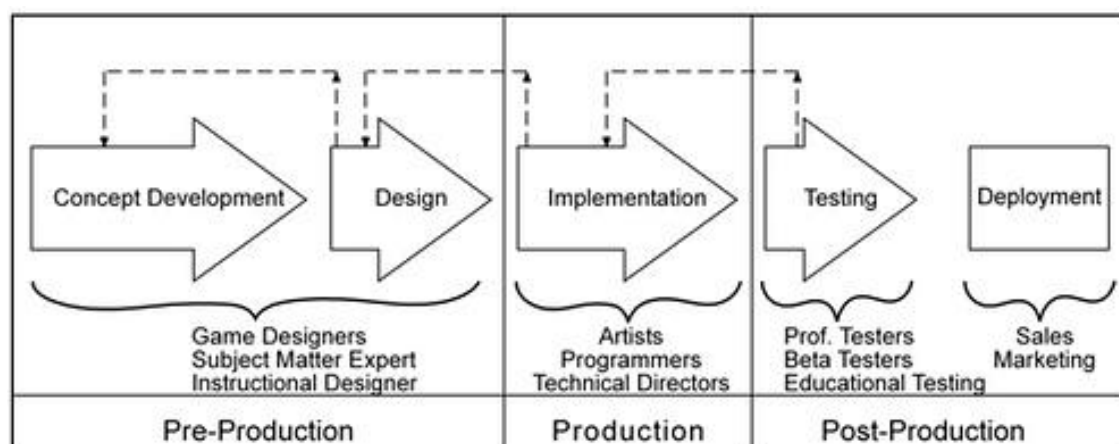 Concept Development
Design
Implementation
Testing
Deployment
Game Designers
Subject Matter Expert
Instructional Designer
Artists
Programmers
Technical Directors
Prof. Testers
Beta Testers
Educational Testing
Sales
Marketing
Pre-Production
Production
Post-Production